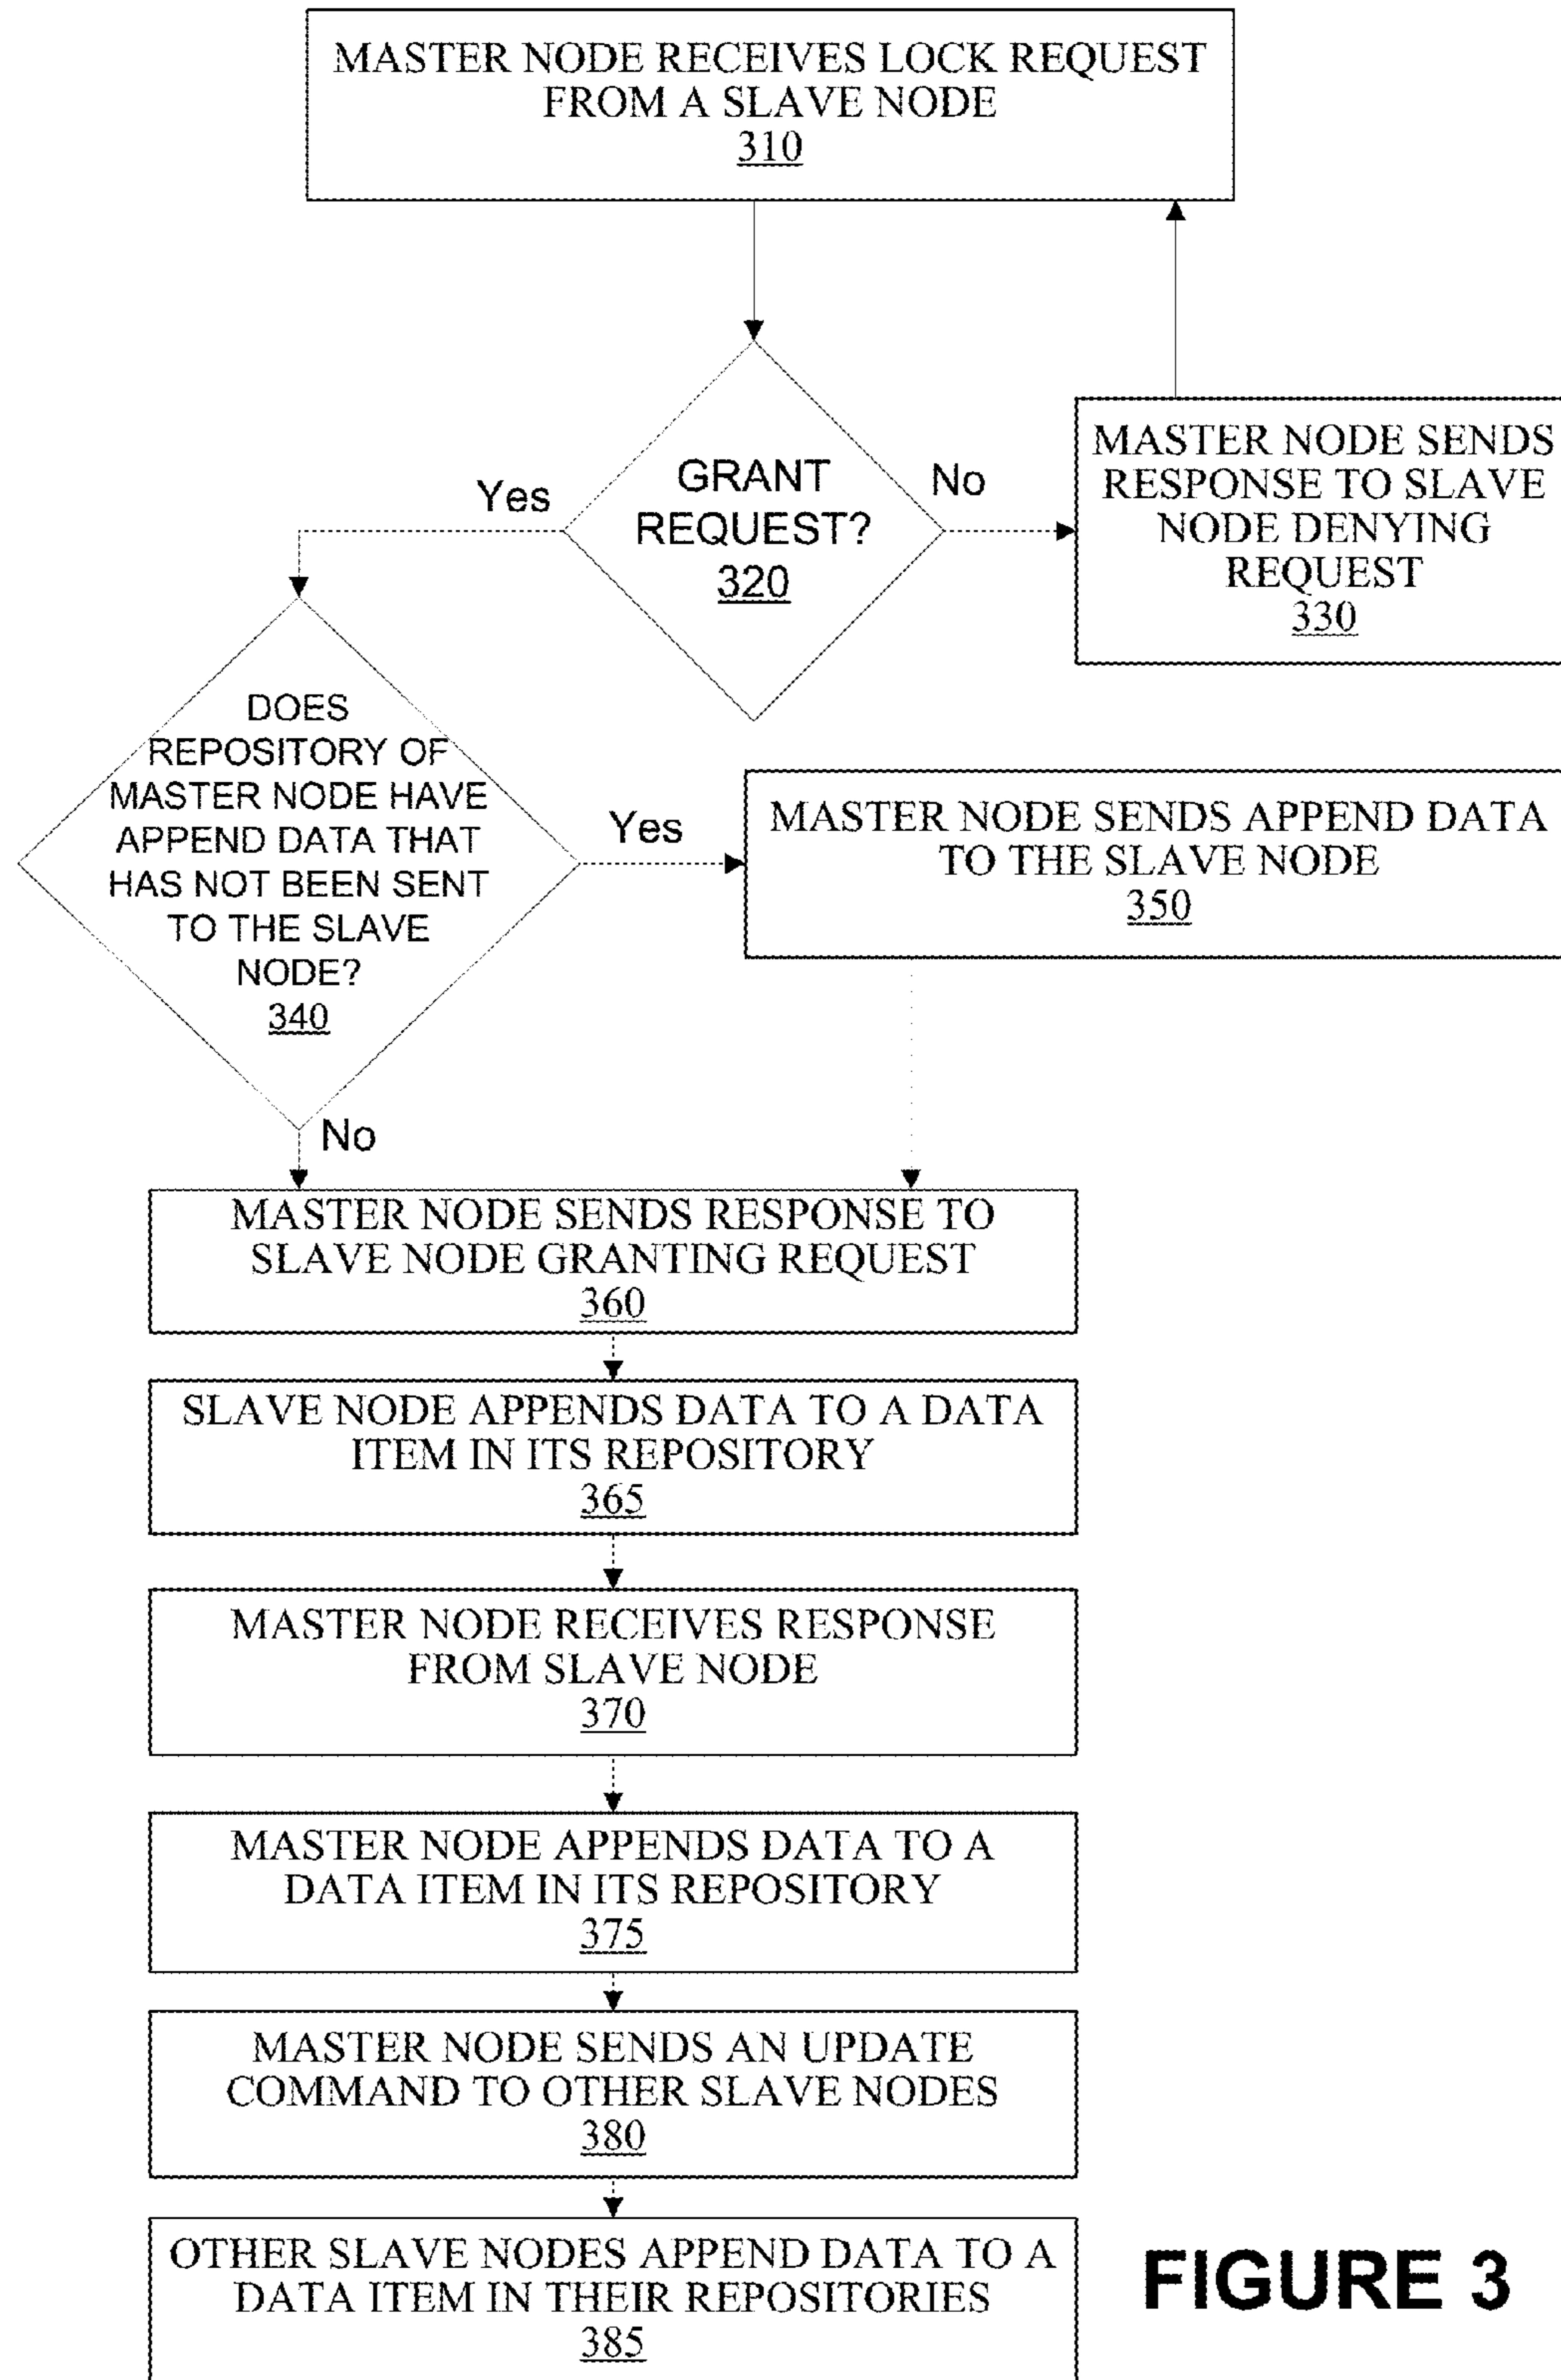 MASTER NODE RECEIVES LOCK REQUEST
FROM A SLAVE NODE
310
GRANT
REQUEST?
320
Yes
No
MASTER NODE SENDS
RESPONSE TO SLAVE
NODE DENYING
REQUEST
330
DOES
REPOSITORY OF
MASTER NODE HAVE
APPEND DATA THAT
HAS NOT BEEN SENT
TO THE SLAVE
NODE?
340
Yes
No
MASTER NODE SENDS APPEND DATA
TO THE SLAVE NODE
350
MASTER NODE SENDS RESPONSE TO
SLAVE NODE GRANTING REQUEST
360
SLAVE NODE APPENDS DATA TO A DATA
ITEM IN ITS REPOSITORY
365
MASTER NODE RECEIVES RESPONSE
FROM SLAVE NODE
370
MASTER NODE APPENDS DATA TO A
DATA ITEM IN ITS REPOSITORY
375
MASTER NODE SENDS AN UPDATE
COMMAND TO OTHER SLAVE NODES
380
OTHER SLAVE NODES APPEND DATA TO A
DATA ITEM IN THEIR REPOSITORIES
385
FIGURE 3